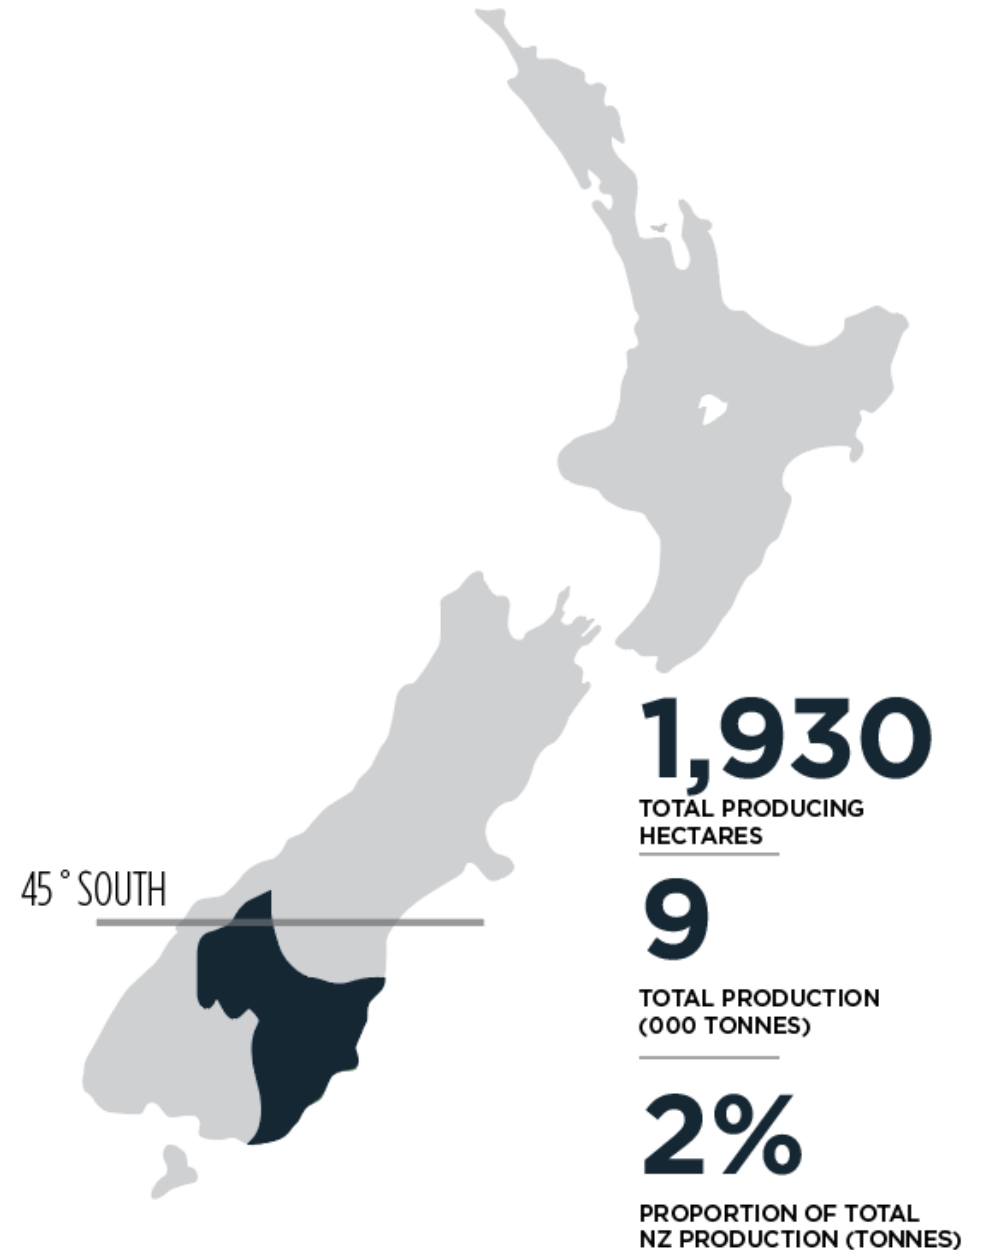 1,930
TOTAL PRODUCING
HECTARES
45° SOUTH
9
TOTAL PRODUCTION
(000 TONNES)
2%
PROPORTION OF TOTAL
NZ PRODUCTION (TONNES)